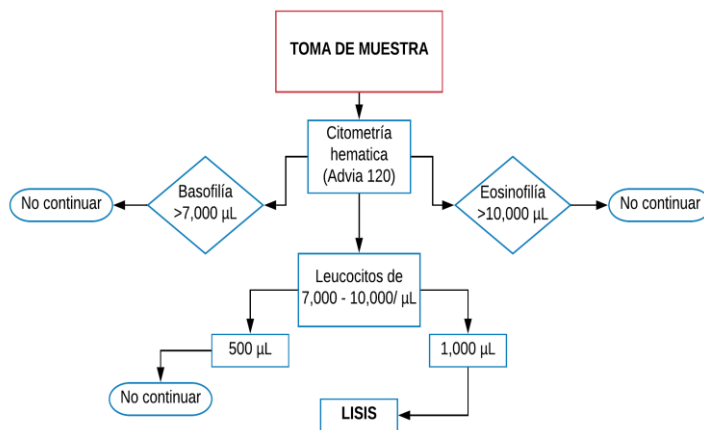 TOMA DE MUESTRA
Citometría
hematica
(Advia 120)
Basofilía
>7,000 µL
No continuar
Eosinofilía
>10,000 µL
No continuar
Leucocitos de
7,000 - 10,000/ µL
500 µL
1,000 µL
No continuar
LISIS